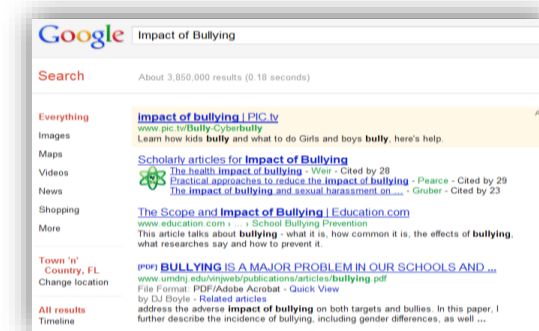 Google Impact of Bullying
Search About 3,850,000 results (0.18 seconds)
Everything
Images
Maps
Videos
News
Shopping
More
Town 'n'
Country, FL
Change location
All results
Timeline
impact of bullying | PIC.tv
www.pic.tv/Bully-Cyberbully
Learn how kids bully and what to do Girls and boys bully, here's help.
Scholarly articles for Impact of Bullying
The health impact of bullying - Weir - Cited by 28
Practical approaches to reduce the impact of bullying - Pearce - Cited by 29
The impact of bullying and sexual harassment on ... - Gruber - Cited by 23
The Scope and Impact of Bullying | Education.com
www.education.com › ... › School Bullying Prevention
This article talks about bullying - what it is, how common it is, the effects of bullying,
what researches say and how to prevent it.
[PDF] BULLYING IS A MAJOR PROBLEM IN OUR SCHOOLS AND ...
www.umdnj.edu/vinjweb/publications/articles/bullying.pdf
File Format: PDF/Adobe Acrobat - Quick View
by DJ Boyle - Related articles
address the adverse impact of bullying on both targets and bullies. In this paper, I
further describe the incidence of bullying, including gender differences, as well ...